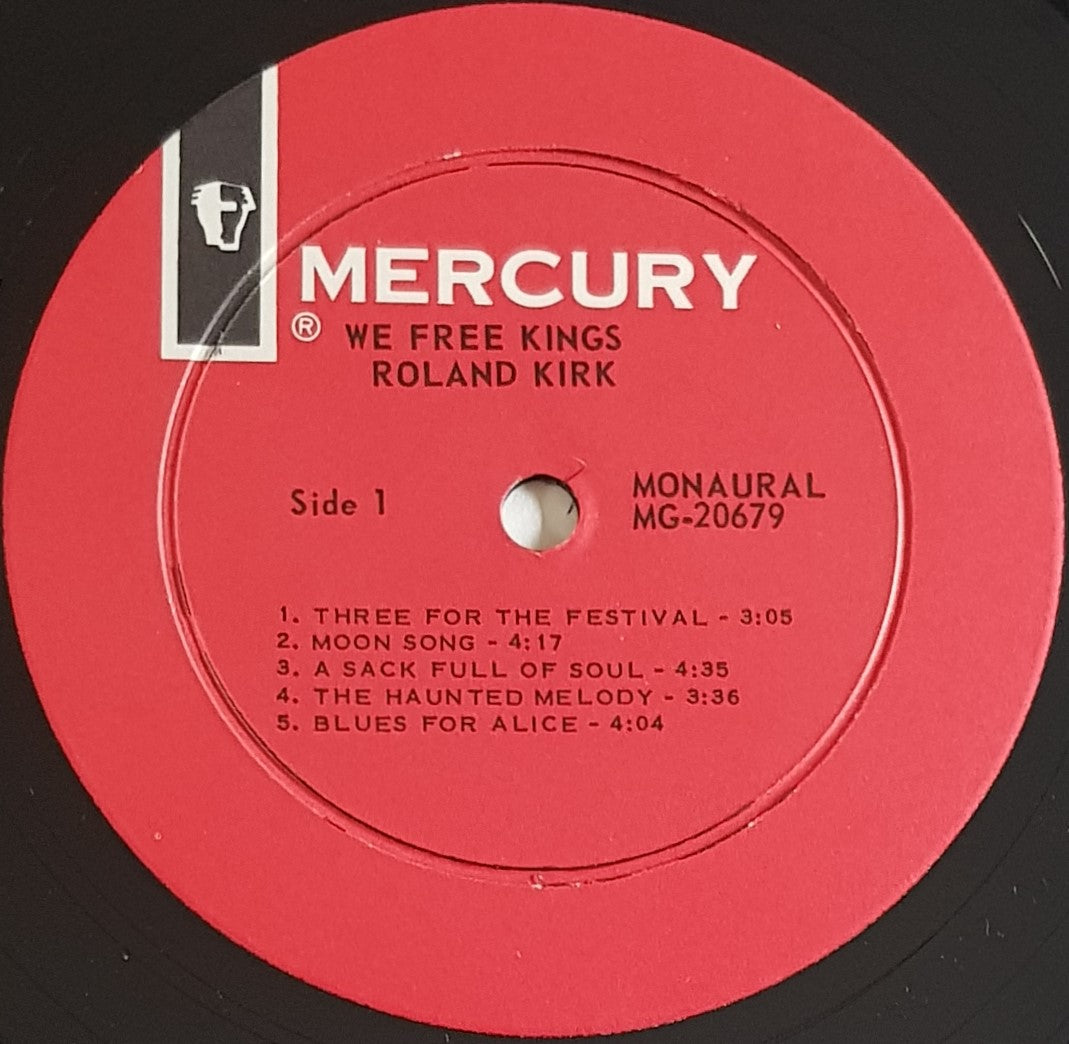 MERCURY
® WE FREE KINGS
ROLAND KIRK
Side 1
MONAURAL
MG-20679
1. THREE FOR THE FESTIVAL - 3:05
2. MOON SONG - 4:17
3. A SACK FULL OF SOUL - 4:35
4. THE HAUNTED MELODY - 3:36
5. BLUES FOR ALICE - 4:04